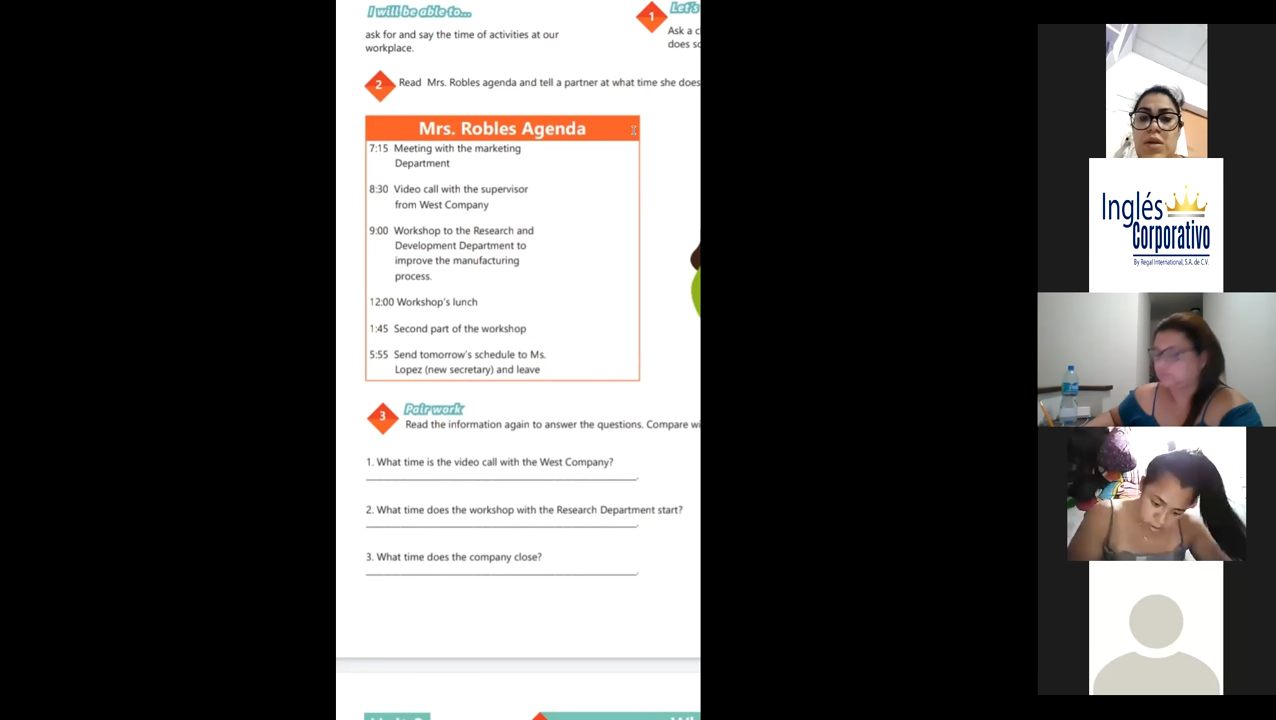 I will be able to...
ask for and say the time of activities at our
workplace.
1
Let's
Ask a c
does so
2
Read Mrs. Robles agenda and tell a partner at what time she does
Mrs. Robles Agenda
7:15 Meeting with the marketing
Department
8:30 Video call with the supervisor
from West Company
9:00 Workshop to the Research and
Development Department to
improve the manufacturing
process.
12:00 Workshop's lunch
1:45 Second part of the workshop
5:55 Send tomorrow's schedule to Ms.
Lopez (new secretary) and leave
3
Pair work
Read the information again to answer the questions. Compare wi
1. What time is the video call with the West Company?
2. What time does the workshop with the Research Department start?
3. What time does the company close?
Inglés
Corporativo
By Regal International, S.A. de C.V.